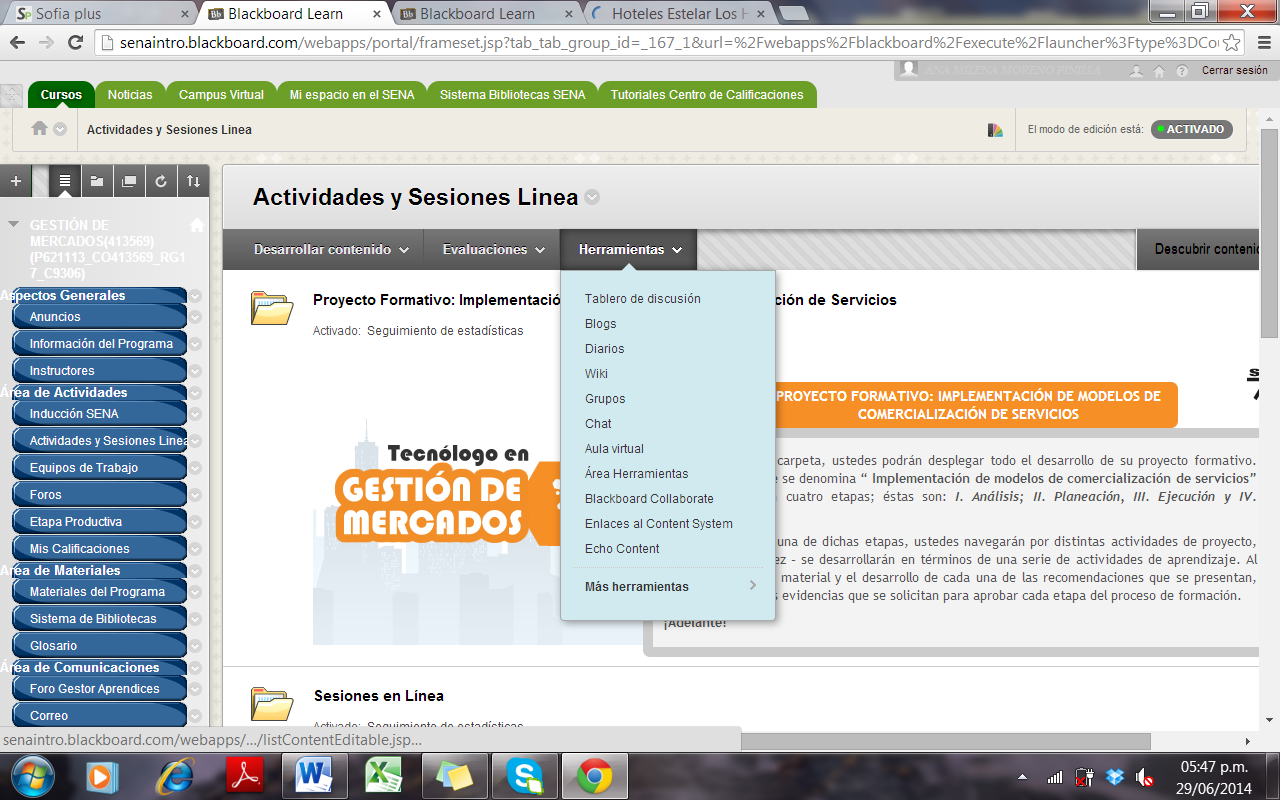 Sofia plus
Blackboard Learn
Blackboard Learn
Hoteles Estelar Los H
senaintro.blackboard.com/webapps/portal/frameset.jsp?tab_tab_group_id=_167_1&url=%2Fwebapps%2Fblackboard%2Fexecute%2Flauncher%3Ftype%3DCou
ANA MILENA MORENO PINILLA
Cerrar sesión
Cursos
Noticias
Campus Virtual
Mi espacio en el SENA
Sistema Bibliotecas SENA
Tutoriales Centro de Calificaciones
Actividades y Sesiones Linea
El modo de edición está:
ACTIVADO
GESTIÓN DE
MERCADOS(413569)
(P621113_CO413569_RG1
7_C9306)
Aspectos Generales
Anuncios
Información del Programa
Instructores
Área de Actividades
Inducción SENA
Actividades y Sesiones Linea
Equipos de Trabajo
Foros
Etapa Productiva
Mis Calificaciones
Área de Materiales
Materiales del Programa
Sistema de Bibliotecas
Glosario
Área de Comunicaciones
Foro Gestor Aprendices
Correo
Actividades y Sesiones Linea
Desarrollar contenido
Evaluaciones
Herramientas
Descubrir contenid
Tablero de discusión
Blogs
Diarios
Wiki
Grupos
Chat
Aula virtual
Área Herramientas
Blackboard Collaborate
Enlaces al Content System
Echo Content
Más herramientas
Proyecto Formativo: Implementació
ción de Servicios
Activado: Seguimiento de estadísticas
Tecnólogo en
GESTIÓN DE
MERCADOS
PROYECTO FORMATIVO: IMPLEMENTACIÓN DE MODELOS DE
COMERCIALIZACIÓN DE SERVICIOS
carpeta, ustedes podrán desplegar todo el desarrollo de su proyecto formativo.
e se denomina “ Implementación de modelos de comercialización de servicios”
cuatro etapas; éstas son: I. Análisis; II. Planeación, III. Ejecución y IV.
una de dichas etapas, ustedes navegarán por distintas actividades de proyecto,
ez - se desarrollarán en términos de una serie de actividades de aprendizaje. Al
material y el desarrollo de cada una de las recomendaciones que se presentan,
s evidencias que se solicitan para aprobar cada etapa del proceso de formación.
¡Adelante!
Sesiones en Línea
Activado: Seguimiento de estadísticas
senaintro.blackboard.com/webapps/.../listContentEditable.jsp...
05:47 p.m.
29/06/2014